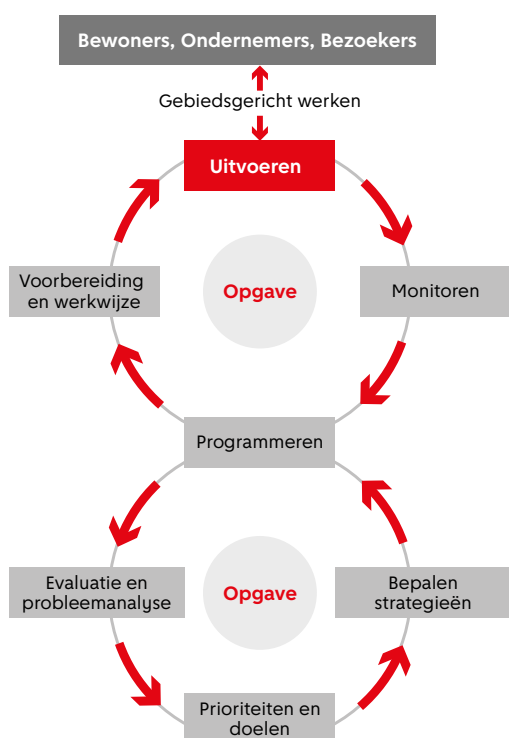 Bewoners, Ondernemers, Bezoekers
Gebiedsgericht werken
Uitvoeren
Voorbereiding
en werkwijze
Opgave
Monitoren
Programmeren
Evaluatie en
probleemanalyse
Opgave
Bepalen
strategieën
Prioriteiten en
doelen